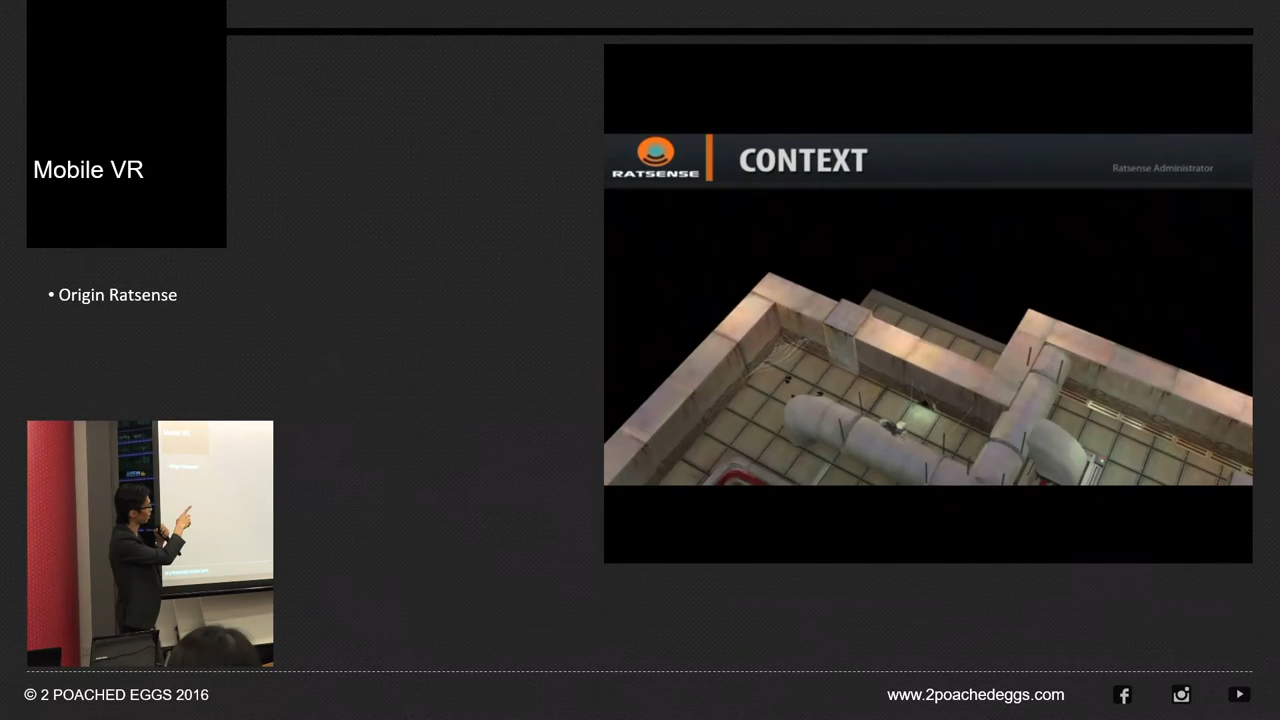 Mobile VR
• Origin Ratsense
RATSENSE
CONTEXT
Ratsense Administrator
© 2 POACHED EGGS 2016
www.2poachedeggs.com